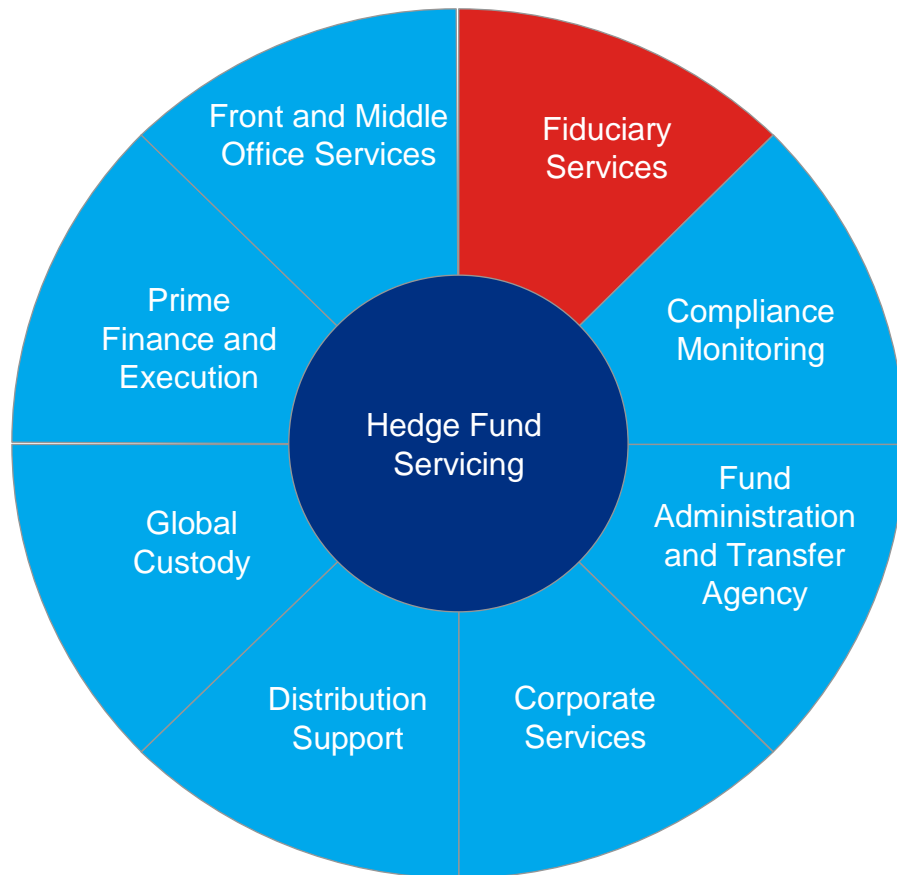 Front and Middle
Office Services
Fiduciary
Services
Prime
Finance and
Execution
Compliance
Monitoring
Hedge Fund
Servicing
Global
Custody
Fund
Administration
and Transfer
Agency
Distribution
Support
Corporate
Services